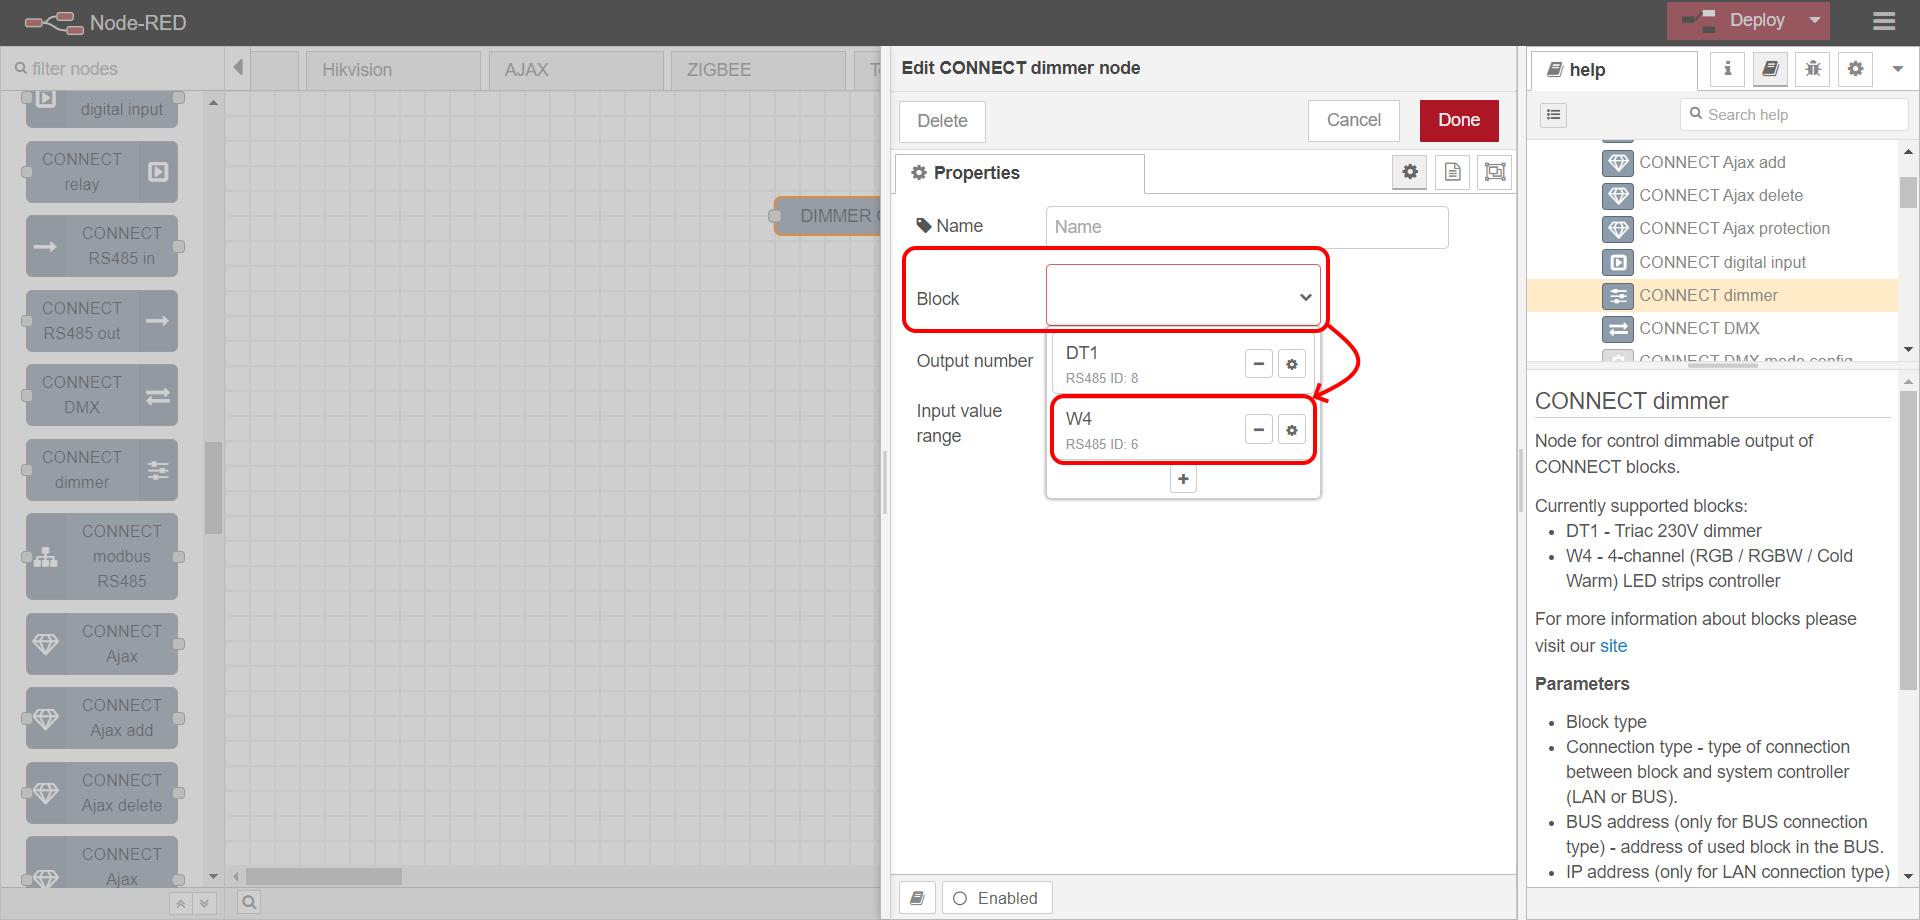 Node-RED
Deploy
filter nodes
Hikvision
AJAX
ZIGBEE
digital input
CONNECT
relay
CONNECT
RS485 in
CONNECT
RS485 out
CONNECT
DMX
CONNECT
dimmer
CONNECT
modbus
RS485
CONNECT
Ajax
CONNECT
Ajax add
CONNECT
Ajax delete
CONNECT
Ajax
DIMMER
Edit CONNECT dimmer node
Delete
Cancel
Done
Properties
Name
Name
Block
Output number
DT1
RS485 ID: 8
Input value
range
W4
RS485 ID: 6
Enabled
help
Search help
CONNECT Ajax add
CONNECT Ajax delete
CONNECT Ajax protection
CONNECT digital input
CONNECT dimmer
CONNECT DMX
CONNECT DMX mode config
CONNECT dimmer
Node for control dimmable output of
CONNECT blocks.
Currently supported blocks:
• DT1 - Triac 230V dimmer
• W4 - 4-channel (RGB / RGBW / Cold
Warm) LED strips controller
For more information about blocks please
visit our site
Parameters
• Block type
• Connection type - type of connection
between block and system controller
(LAN or BUS).
• BUS address (only for BUS connection
type) - address of used block in the BUS.
• IP address (only for LAN connection type)